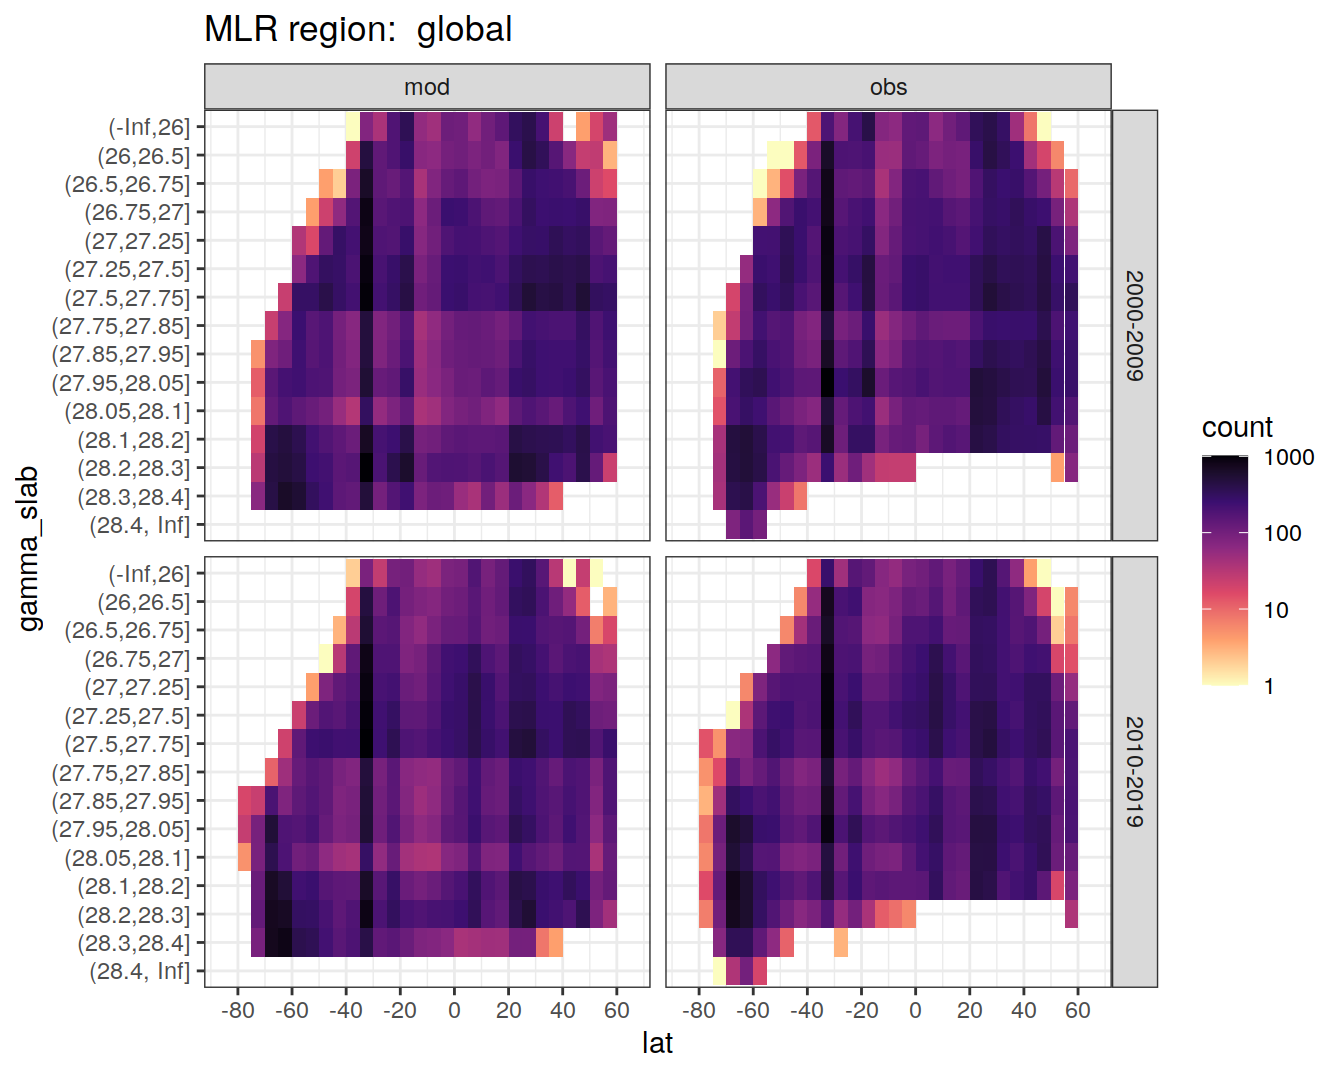 MLR region:  global
mod
obs
(-Inf,26]
(26,26.5]
(26.5,26.75]
(26.75,27]
(27,27.25]
(27.25,27.5]
(27.5,27.75]
(27.75,27.85]
(27.85,27.95]
(27.95,28.05]
(28.05,28.1]
(28.1,28.2]
(28.2,28.3]
(28.3,28.4]
(28.4, Inf]
2000-2009
(-Inf,26]
(26,26.5]
(26.5,26.75]
(26.75,27]
(27,27.25]
(27.25,27.5]
(27.5,27.75]
(27.75,27.85]
(27.85,27.95]
(27.95,28.05]
(28.05,28.1]
(28.1,28.2]
(28.2,28.3]
(28.3,28.4]
(28.4, Inf]
2010-2019
-80 -60 -40 -20 0 20 40 60
-80 -60 -40 -20 0 20 40 60
lat
gamma_slab
count
1000
100
10
1